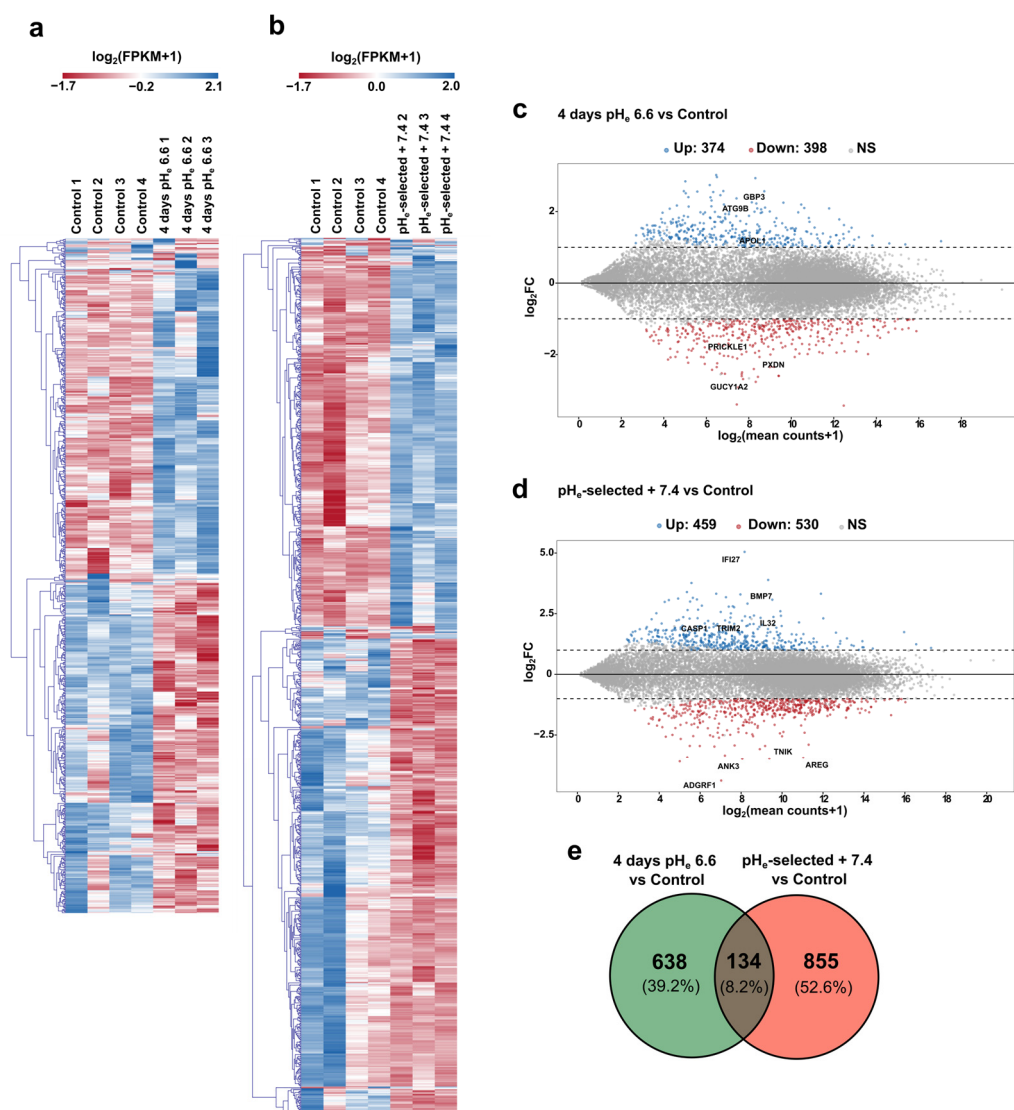 a
log₂(FPKM+1)
−1.7 −0.2 2.1
Control 1
Control 2
Control 3
Control 4
4 days pHₑ 6.6 1
4 days pHₑ 6.6 2
4 days pHₑ 6.6 3
b
log₂(FPKM+1)
−1.7 0.0 2.0
Control 1
Control 2
Control 3
Control 4
pHₑ-selected + 7.4 2
pHₑ-selected + 7.4 3
pHₑ-selected + 7.4 4
c
4 days pHₑ 6.6 vs Control
Up: 374 Down: 398 NS
GBP3
ATG9B
APOL1
PRICKLE1
PXDN
GUCY1A2
2
0
−2
log₂FC
0 2 4 6 8 10 12 14 16 18
log₂(mean counts+1)
d
pHₑ-selected + 7.4 vs Control
Up: 459 Down: 530 NS
IFI27
BMP7
CASP1 TRIM2 IL32
TNIK
ANK3 AREG
ADGRF1
5.0
2.5
0
−2.5
log₂FC
0 2 4 6 8 10 12 14 16 18 20
log₂(mean counts+1)
e
4 days pHₑ 6.6
vs Control
pHₑ-selected + 7.4
vs Control
638
(39.2%)
134
(8.2%)
855
(52.6%)